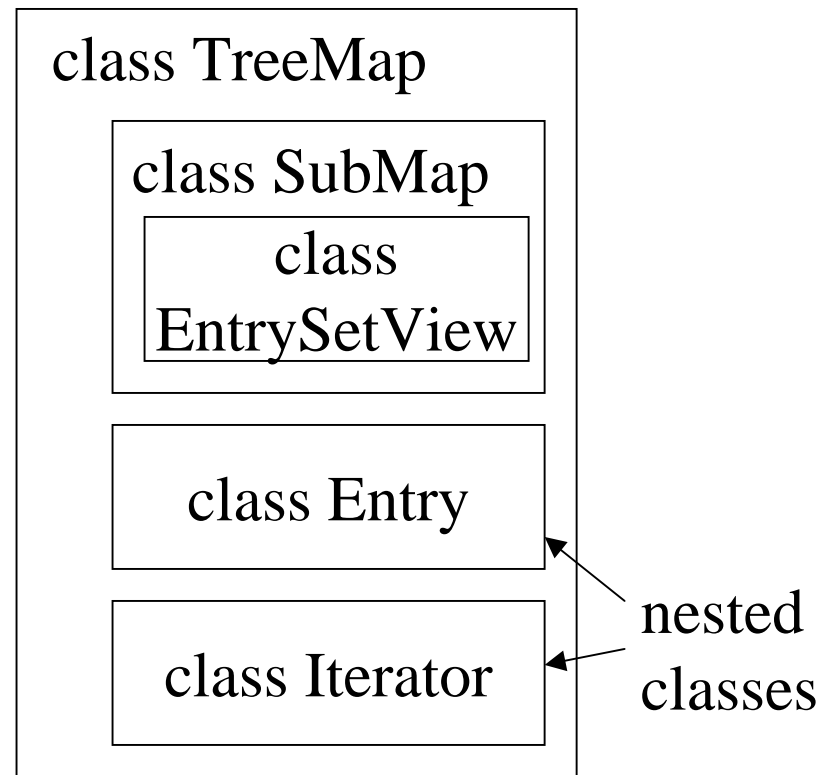 class TreeMap
class SubMap
class
EntrySetView
class Entry
class Iterator
nested
classes